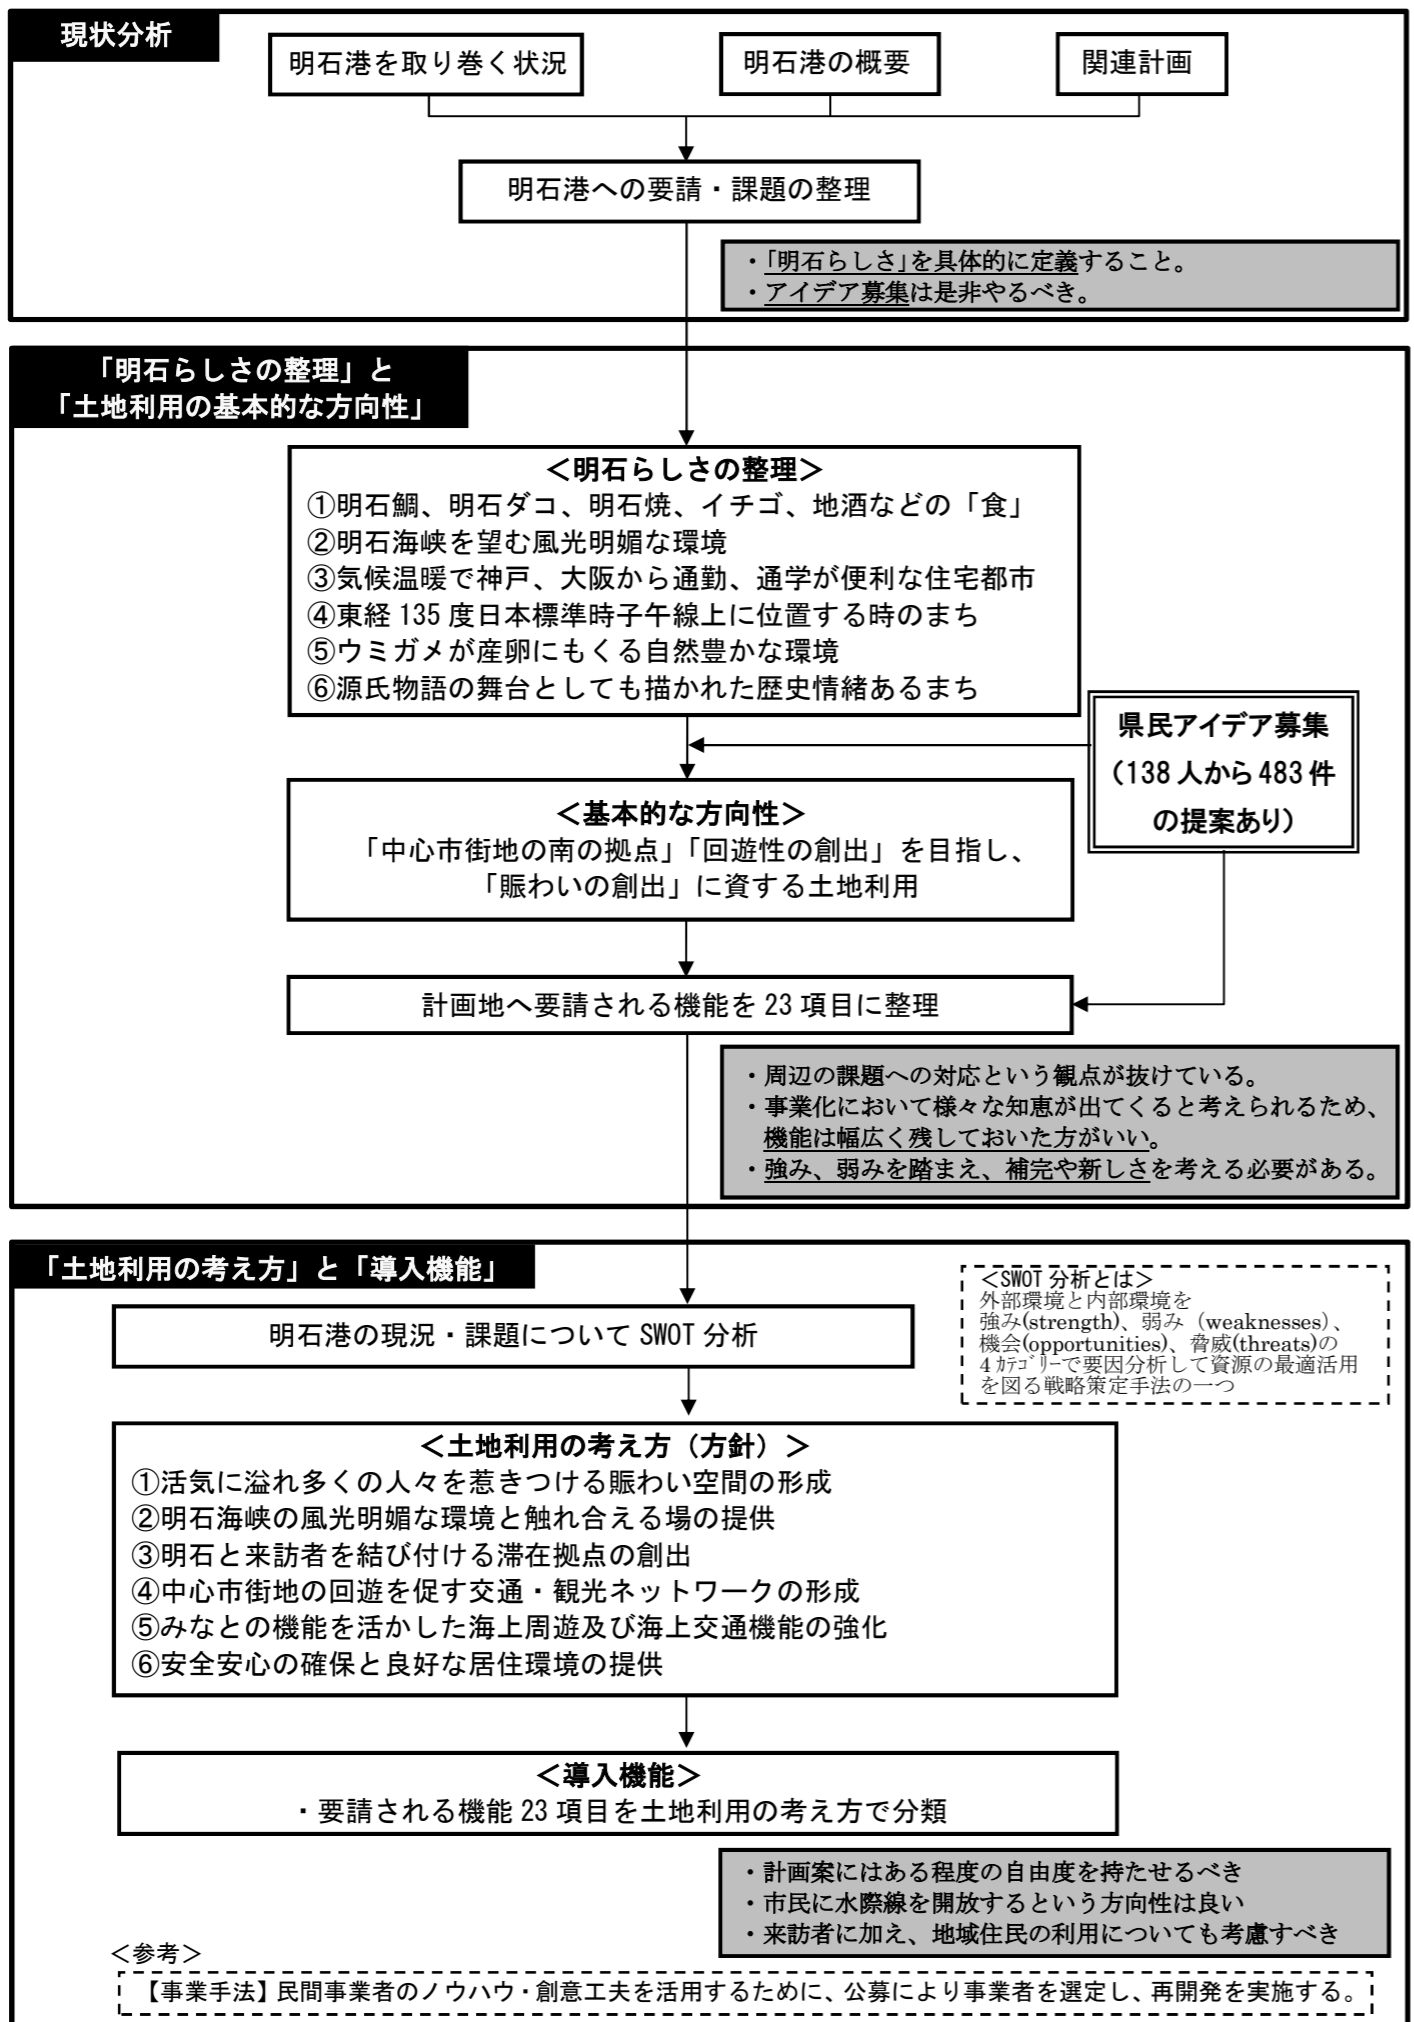 現状分析
明石港を取り巻く状況
明石港の概要
関連計画
明石港への要請・課題の整理
・「明石らしさ」を具体的に定義すること。
・アイデア募集は是非やるべき。
「明石らしさの整理」と
「土地利用の基本的な方向性」
＜明石らしさの整理＞
①明石鯛、明石ダコ、明石焼、イチゴ、地酒などの「食」
②明石海峡を望む風光明媚な環境
③気候温暖で神戸、大阪から通勤、通学が便利な住宅都市
④東経 135 度日本標準時子午線上に位置する時のまち
⑤ウミガメが産卵にもくる自然豊かな環境
⑥源氏物語の舞台としても描かれた歴史情緒あるまち
県民アイデア募集
（138 人から 483 件
の提案あり）
＜基本的な方向性＞
「中心市街地の南の拠点」「回遊性の創出」を目指し、
「賑わいの創出」に資する土地利用
計画地へ要請される機能を 23 項目に整理
・周辺の課題への対応という観点が抜けている。
・事業化において様々な知恵が出てくると考えられるため、
機能は幅広く残しておいた方がいい。
・強み、弱みを踏まえ、補完や新しさを考える必要がある。
「土地利用の考え方」と「導入機能」
＜SWOT 分析とは＞
外部環境と内部環境を
強み(strength)、弱み（weaknesses）、
機会(opportunities)、脅威(threats)の
4 ｶﾃｺﾞﾘｰで要因分析して資源の最適活用
を図る戦略策定手法の一つ
明石港の現況・課題について SWOT 分析
＜土地利用の考え方（方針）＞
①活気に溢れ多くの人々を惹きつける賑わい空間の形成
②明石海峡の風光明媚な環境と触れ合える場の提供
③明石と来訪者を結び付ける滞在拠点の創出
④中心市街地の回遊を促す交通・観光ネットワークの形成
⑤みなとの機能を活かした海上周遊及び海上交通機能の強化
⑥安全安心の確保と良好な居住環境の提供
＜導入機能＞
・要請される機能 23 項目を土地利用の考え方で分類
・計画案にはある程度の自由度を持たせるべき
・市民に水際線を開放するという方向性は良い
・来訪者に加え、地域住民の利用についても考慮すべき
＜参考＞
【事業手法】民間事業者のノウハウ・創意工夫を活用するために、公募により事業者を選定し、再開発を実施する。